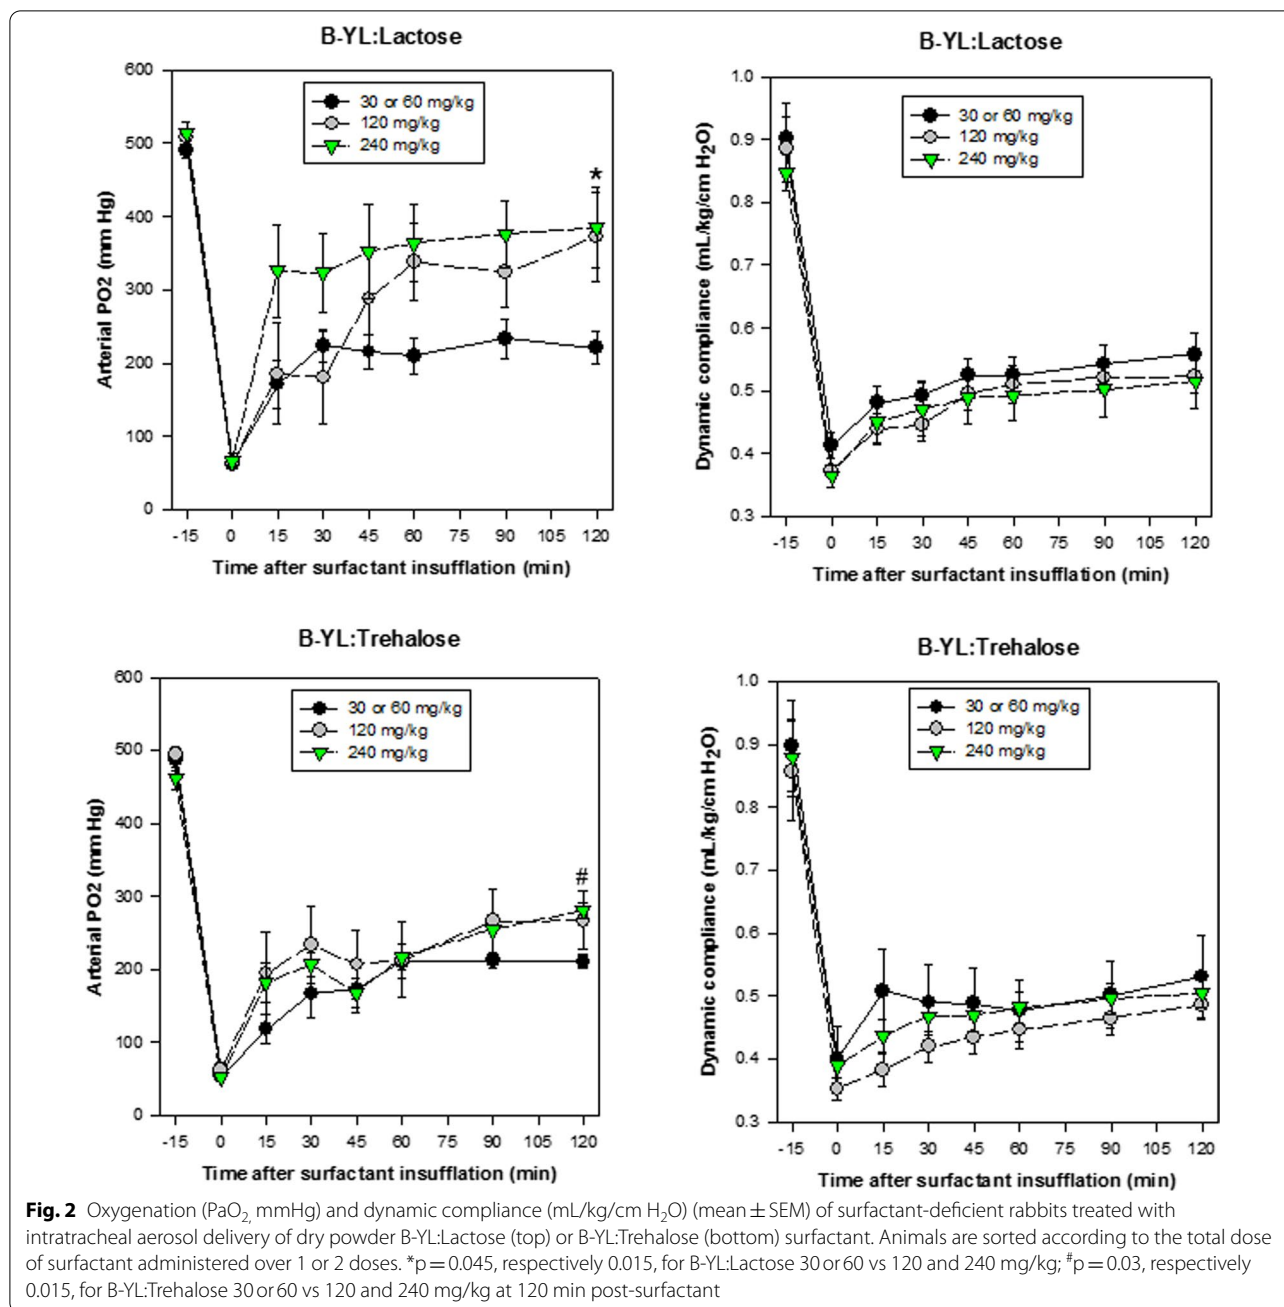 B-YL:Lactose
600
500
400
300
200
100
0
Arterial PO2 (mm Hg)
30 or 60 mg/kg
120 mg/kg
240 mg/kg
*
-15 0 15 30 45 60 75 90 105 120
Time after surfactant insufflation (min)
B-YL:Lactose
1.0
0.9
0.8
0.7
0.6
0.5
0.4
0.3
Dynamic compliance (mL/kg/cm H₂O)
30 or 60 mg/kg
120 mg/kg
240 mg/kg
-15 0 15 30 45 60 75 90 105 120
Time after surfactant insufflation (min)
B-YL:Trehalose
600
500
400
300
200
100
0
Arterial PO2 (mm Hg)
30 or 60 mg/kg
120 mg/kg
240 mg/kg
#
-15 0 15 30 45 60 75 90 105 120
Time after surfactant insufflation (min)
B-YL:Trehalose
1.0
0.9
0.8
0.7
0.6
0.5
0.4
0.3
Dynamic compliance (mL/kg/cm H₂O)
30 or 60 mg/kg
120 mg/kg
240 mg/kg
-15 0 15 30 45 60 75 90 105 120
Time after surfactant insufflation (min)
Fig. 2 Oxygenation (PaO₂, mmHg) and dynamic compliance (mL/kg/cm H₂O) (mean ± SEM) of surfactant-deficient rabbits treated with
intratracheal aerosol delivery of dry powder B-YL:Lactose (top) or B-YL:Trehalose (bottom) surfactant. Animals are sorted according to the total dose
of surfactant administered over 1 or 2 doses. *p = 0.045, respectively 0.015, for B-YL:Lactose 30 or 60 vs 120 and 240 mg/kg; #p = 0.03, respectively
0.015, for B-YL:Trehalose 30 or 60 vs 120 and 240 mg/kg at 120 min post-surfactant